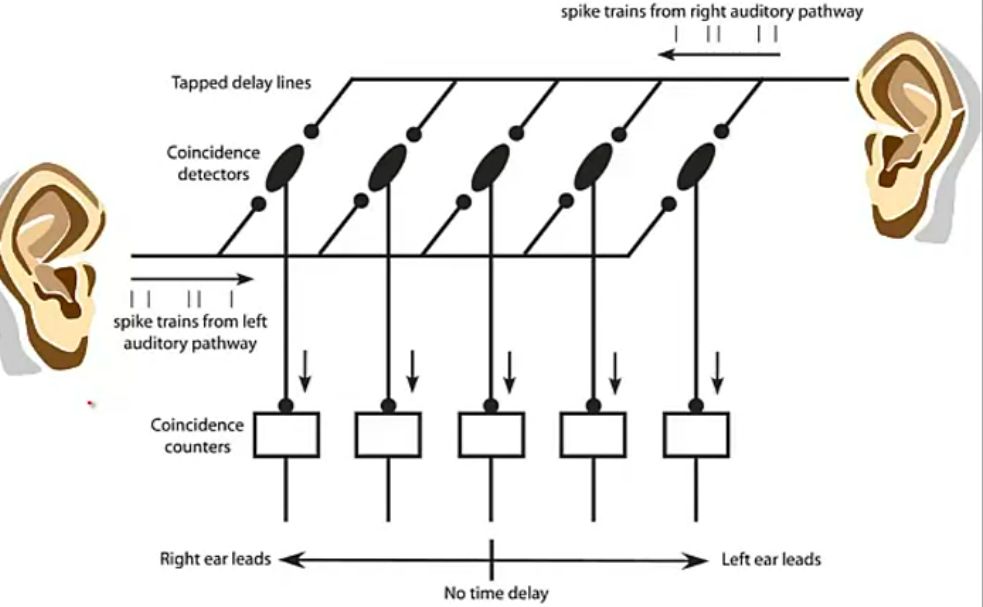 spike trains from right auditory pathway
Tapped delay lines
Coincidence
detectors
spike trains from left
auditory pathway
Coincidence
counters
Right ear leads
Left ear leads
No time delay